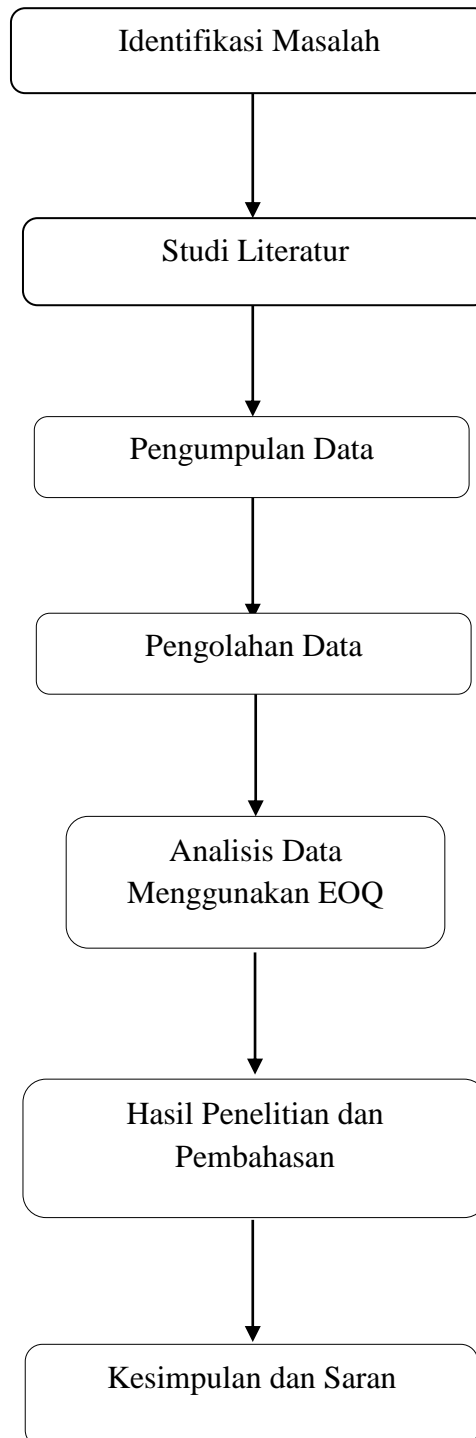 Identifikasi Masalah
Studi Literatur
Pengumpulan Data
Pengolahan Data
Analisis Data
Menggunakan EOQ
Hasil Penelitian dan
Pembahasan
Kesimpulan dan Saran